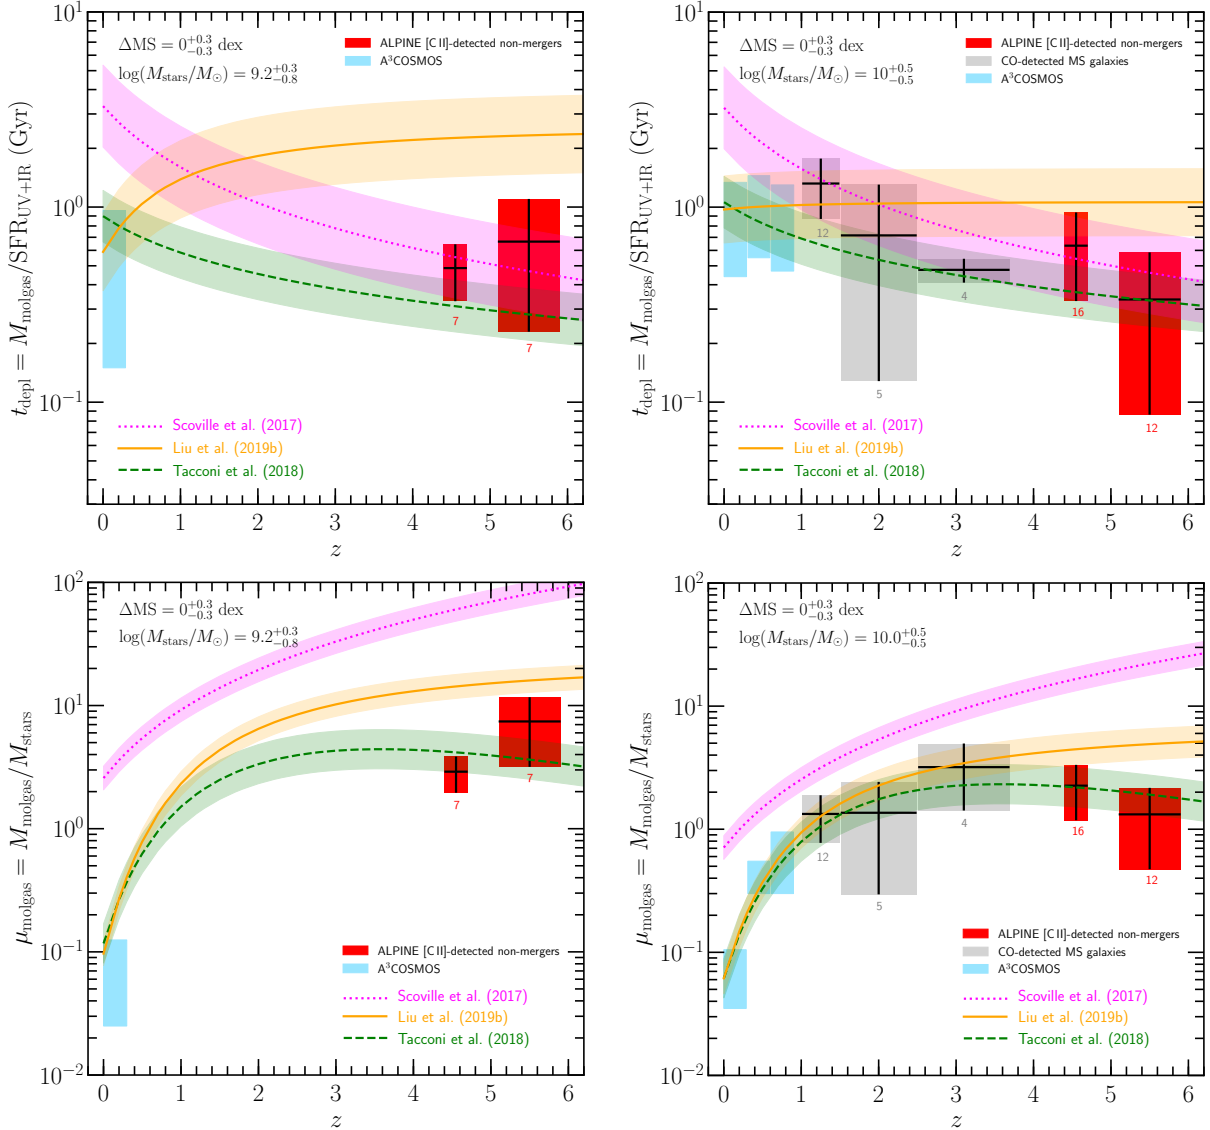 10^1
10^0
10^{-1}
t_depl = M_molgas/SFR_UV+IR (Gyr)
ΔMS = 0^{+0.3}_{-0.3} dex
log(M_stars/M_⊙) = 9.2^{+0.3}_{-0.8}
ALPINE [CII]-detected non-mergers
A³COSMOS
7
7
Scoville et al. (2017)
Liu et al. (2019b)
Tacconi et al. (2018)
0 1 2 3 4 5 6
z
10^1
10^0
10^{-1}
t_depl = M_molgas/SFR_UV+IR (Gyr)
ΔMS = 0^{+0.3}_{-0.3} dex
log(M_stars/M_⊙) = 10^{+0.5}_{-0.5}
ALPINE [CII]-detected non-mergers
CO-detected MS galaxies
A³COSMOS
12
5
4
16
12
Scoville et al. (2017)
Liu et al. (2019b)
Tacconi et al. (2018)
0 1 2 3 4 5 6
z
10^2
10^1
10^0
10^{-1}
10^{-2}
μ_molgas = M_molgas/M_stars
ΔMS = 0^{+0.3}_{-0.3} dex
log(M_stars/M_⊙) = 9.2^{+0.3}_{-0.8}
7
7
ALPINE [CII]-detected non-mergers
A³COSMOS
Scoville et al. (2017)
Liu et al. (2019b)
Tacconi et al. (2018)
0 1 2 3 4 5 6
z
10^2
10^1
10^0
10^{-1}
10^{-2}
μ_molgas = M_molgas/M_stars
ΔMS = 0^{+0.3}_{-0.3} dex
log(M_stars/M_⊙) = 10.0^{+0.5}_{-0.5}
12
5
4
16
12
ALPINE [CII]-detected non-mergers
CO-detected MS galaxies
A³COSMOS
Scoville et al. (2017)
Liu et al. (2019b)
Tacconi et al. (2018)
0 1 2 3 4 5 6
z